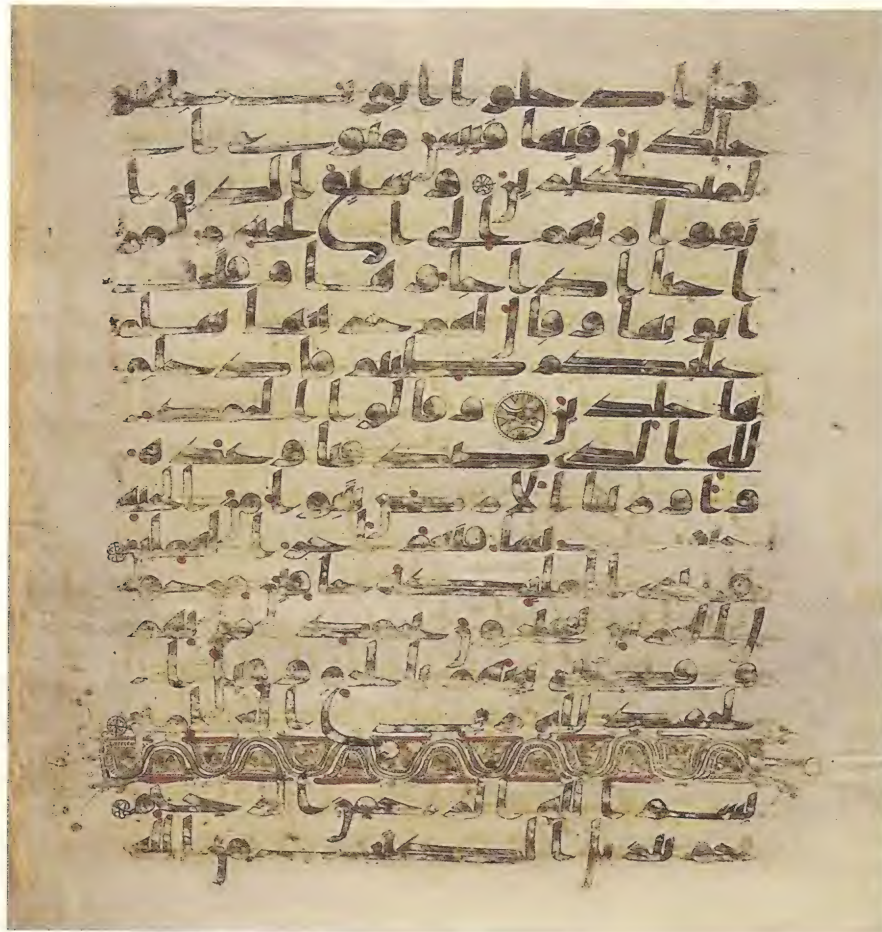 قيل ادخلوا ابوب جهنم
خلدين فيها فبئس مثوى ا
لمتكبرين وسيق الذين ا
تقوا ربهم الى الجنة زمر
ا حتى اذا جاوها وفتحت
ابوبها وقال لهم خزنتها سلم
عليكم طبتم فادخلو
ها خلدين وقالوا الحمد
لله الذي صدقنا وعده
واورثنا الارض نتبوا من الجنة
حيث نشا فنعم اجر العملين
وترى الملئكة حافين من حو
ل العرش يسبحون بحمد ربهم
وقضي بينهم بالحق وقيل ا
لحمد لله رب العلمين
بسم الله الرحمن الرحيم
حم تنزيل الكتب من الله